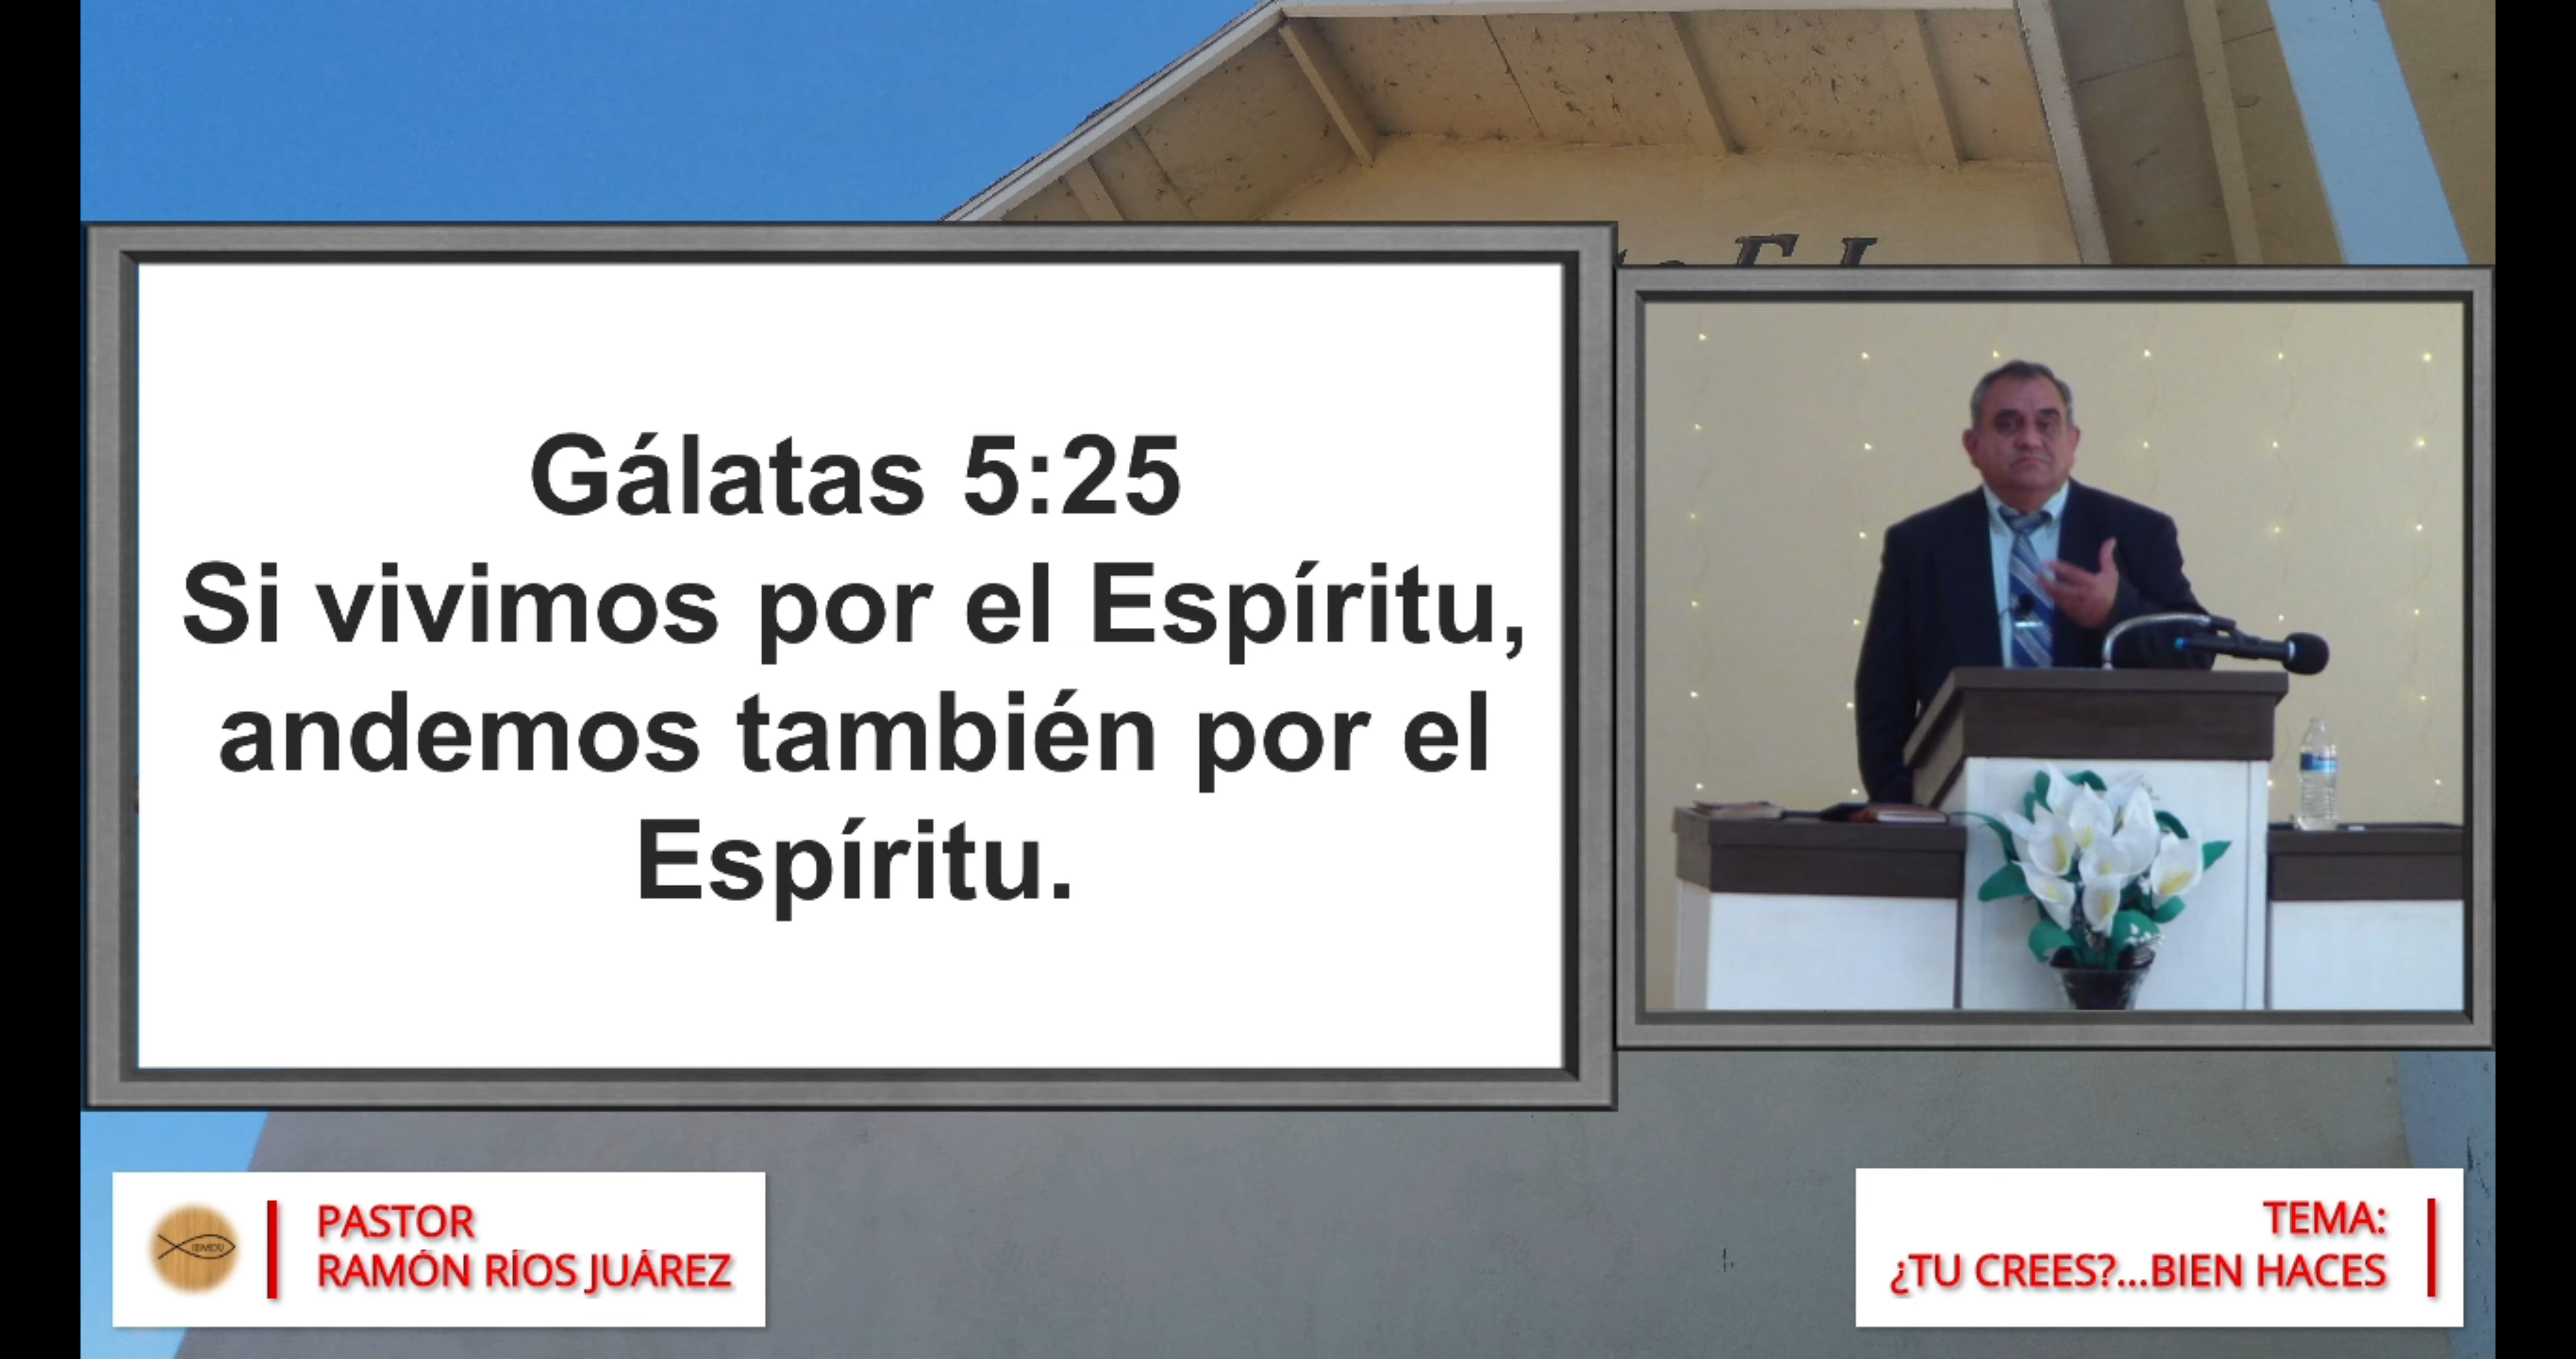 Gálatas 5:25
Si vivimos por el Espíritu,
andemos también por el
Espíritu.
PASTOR
RAMÓN RÍOS JUÁREZ
TEMA:
¿TU CREES?...BIEN HACES